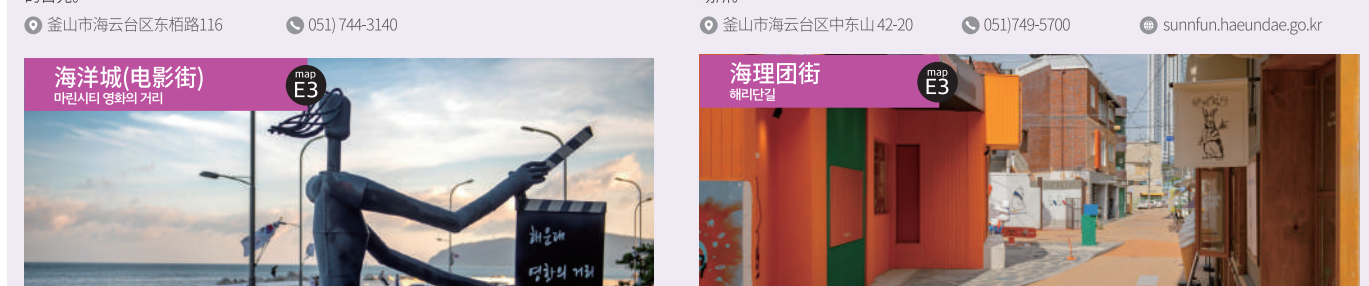 釜山市海云台区东栢路116
051) 744-3140
海洋城(电影街)
마린시티 영화의 거리
map
E3
해운대
영화의 거리
釜山市海云台区中东山 42-20
051)749-5700
sunnfun.haeundae.go.kr
海理团街
해리단길
map
E3